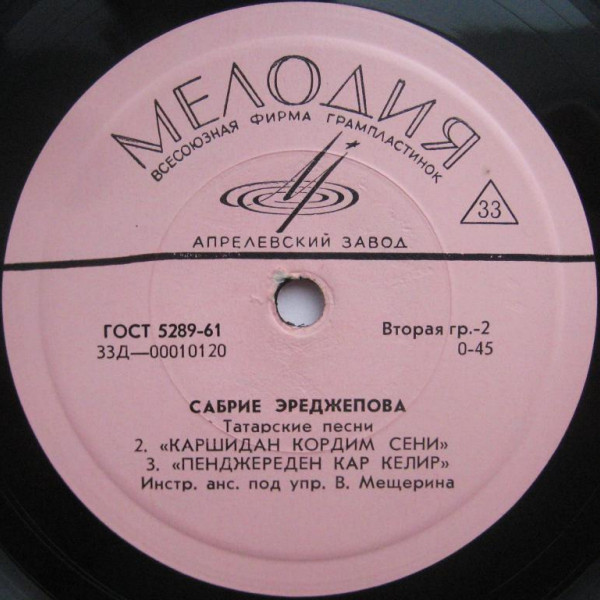 МЕЛОДИЯ
ВСЕСОЮЗНАЯ ФИРМА ГРАМПЛАСТИНОК
33
АПРЕЛЕВСКИЙ ЗАВОД
ГОСТ 5289-61
Вторая гр.-2
33Д—00010120
0-45
САБРИЕ ЭРЕДЖЕПОВА
Татарские песни
2. «КАРШИДАН КОРДИМ СЕНИ»
3. «ПЕНДЖЕРЕДЕН КАР КЕЛИР»
Инстр. анс. под упр. В. Мещерина